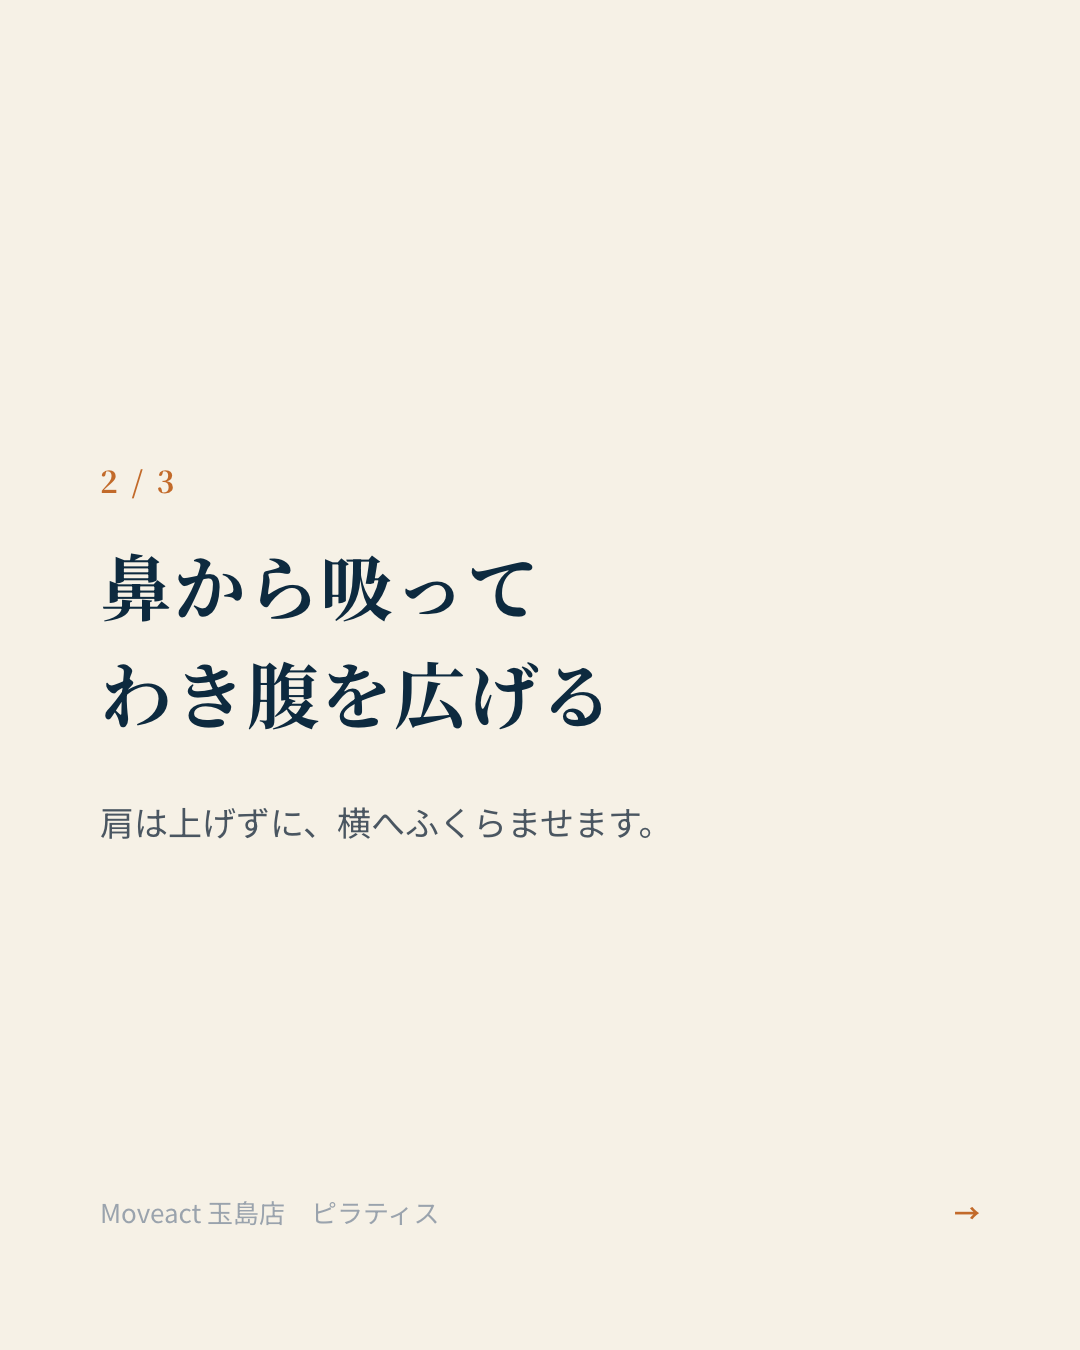 2 / 3
鼻から吸って
わき腹を広げる
肩は上げずに、横へふくらませます。
Moveact 玉島店　ピラティス
→